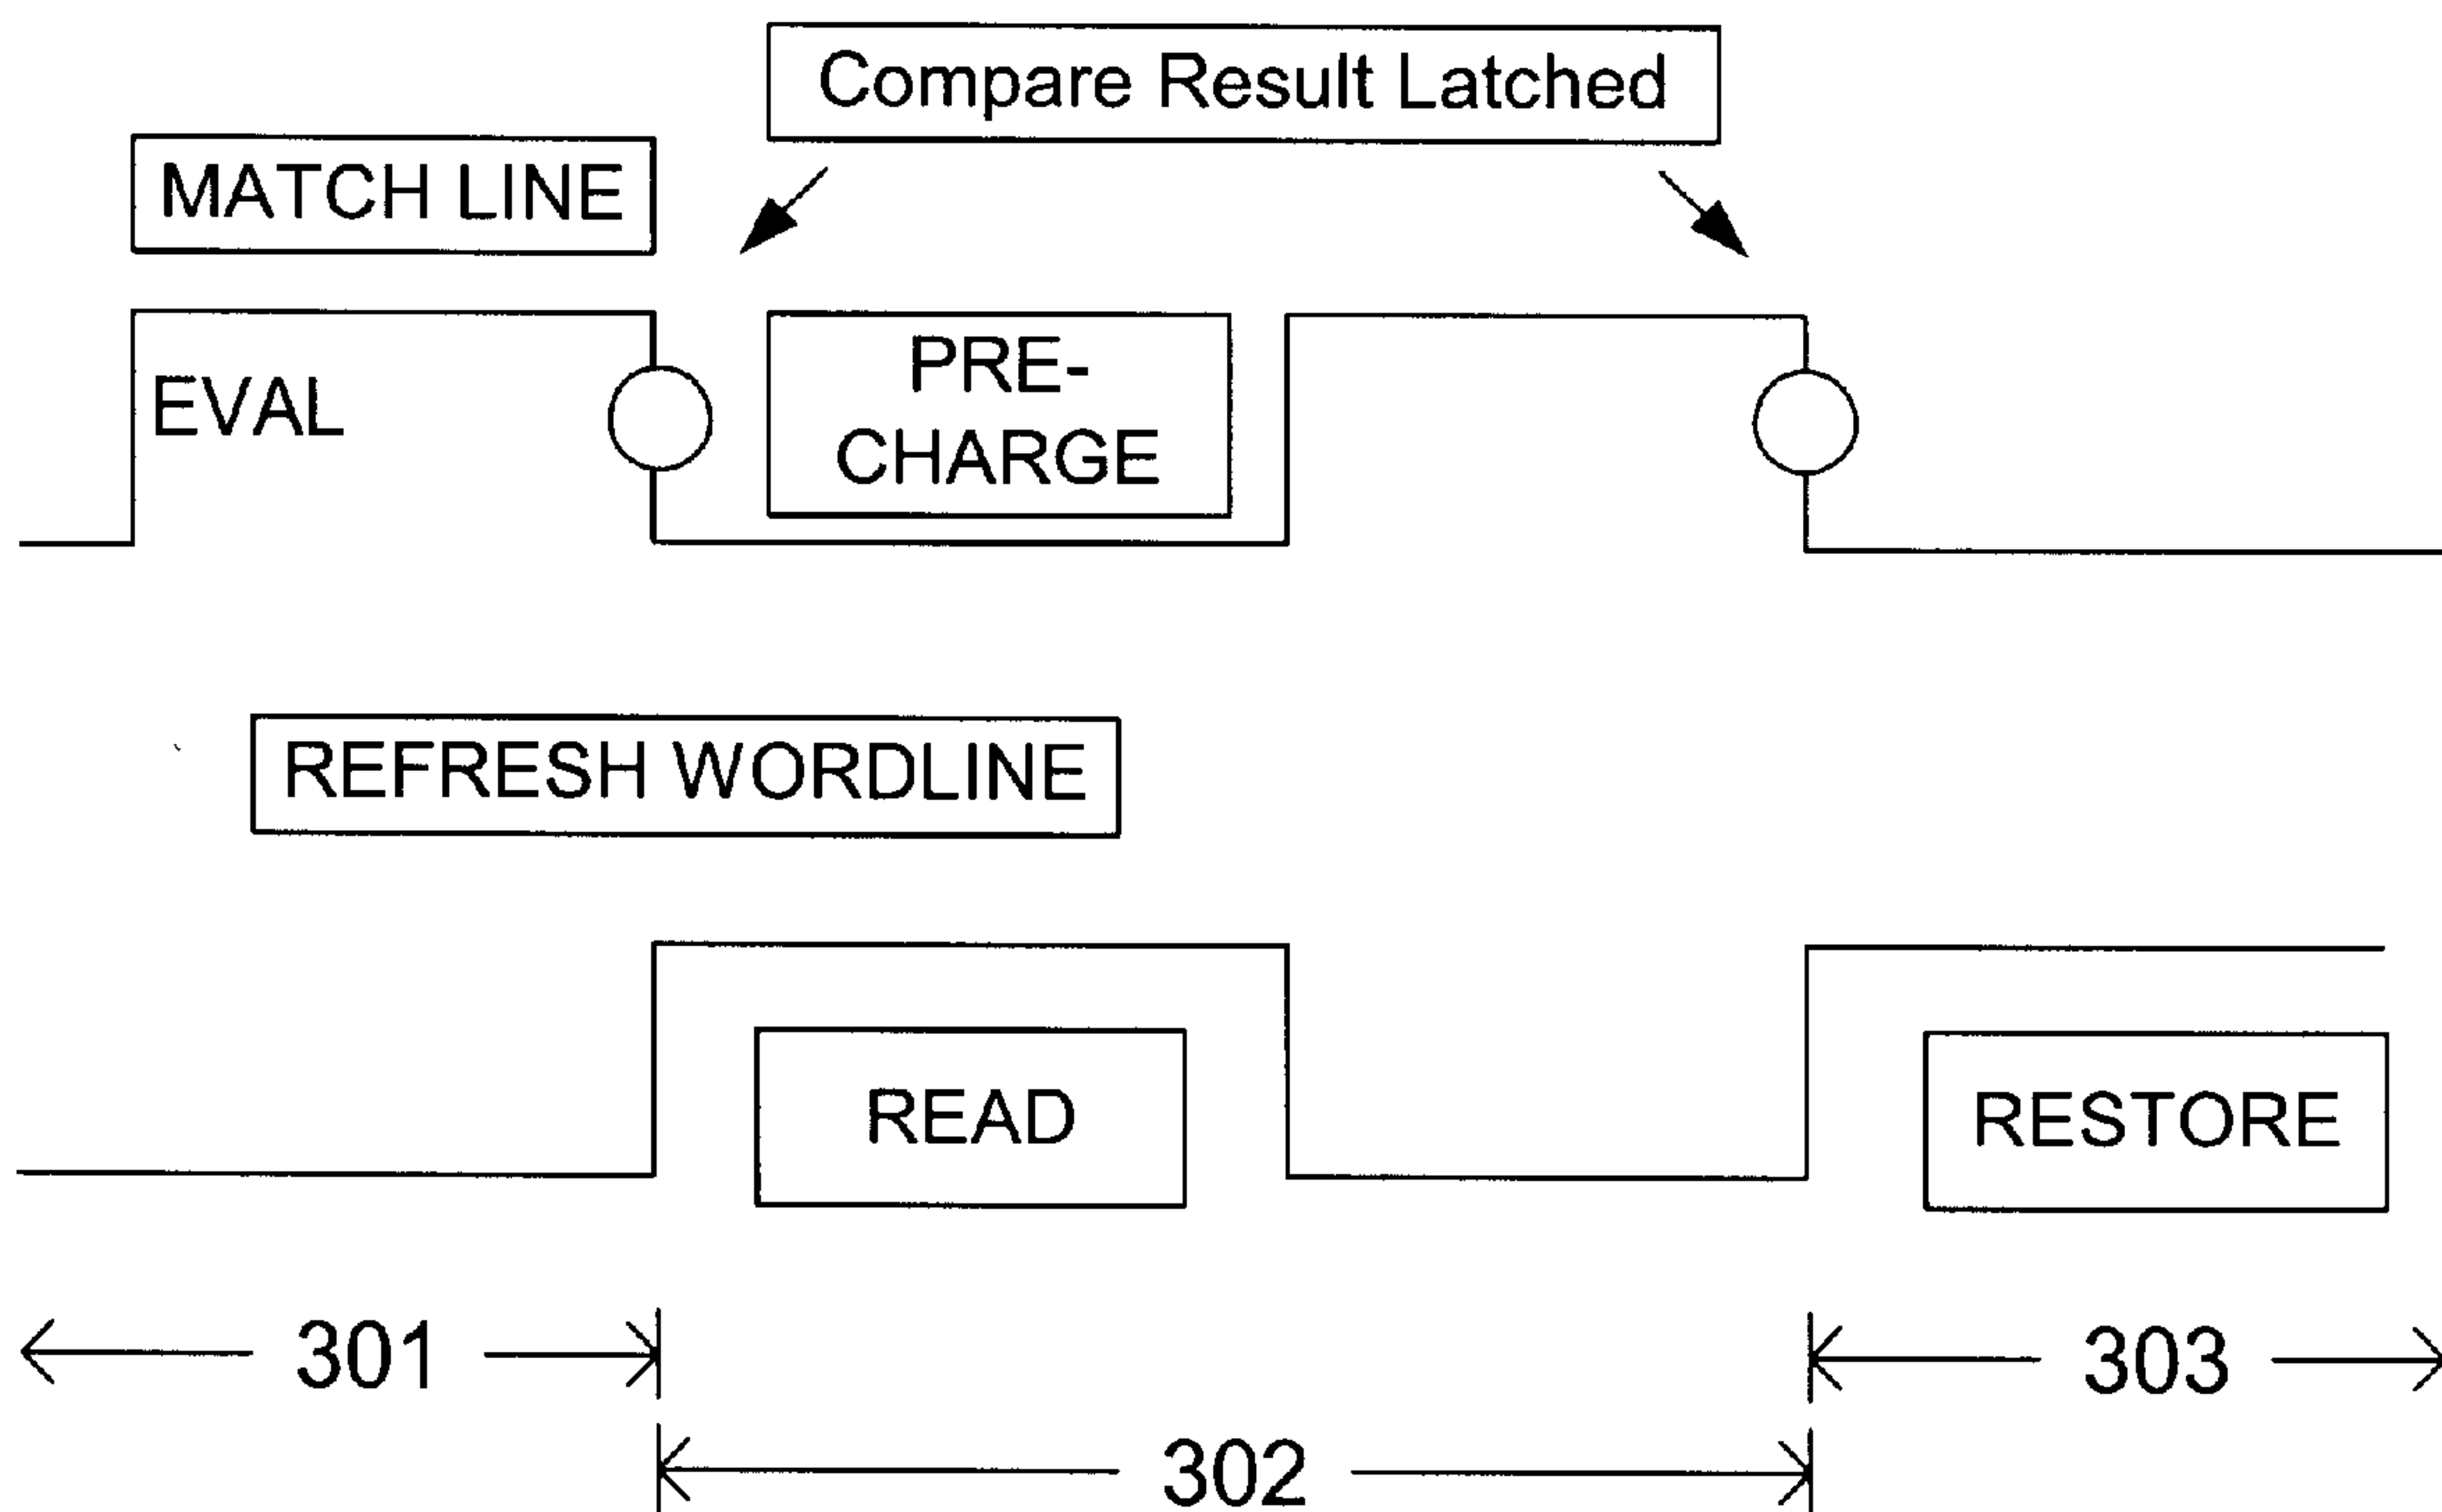 Compare Result Latched
MATCH LINE
EVAL
PRE-
CHARGE
REFRESH WORDLINE
READ
RESTORE
301
303
302